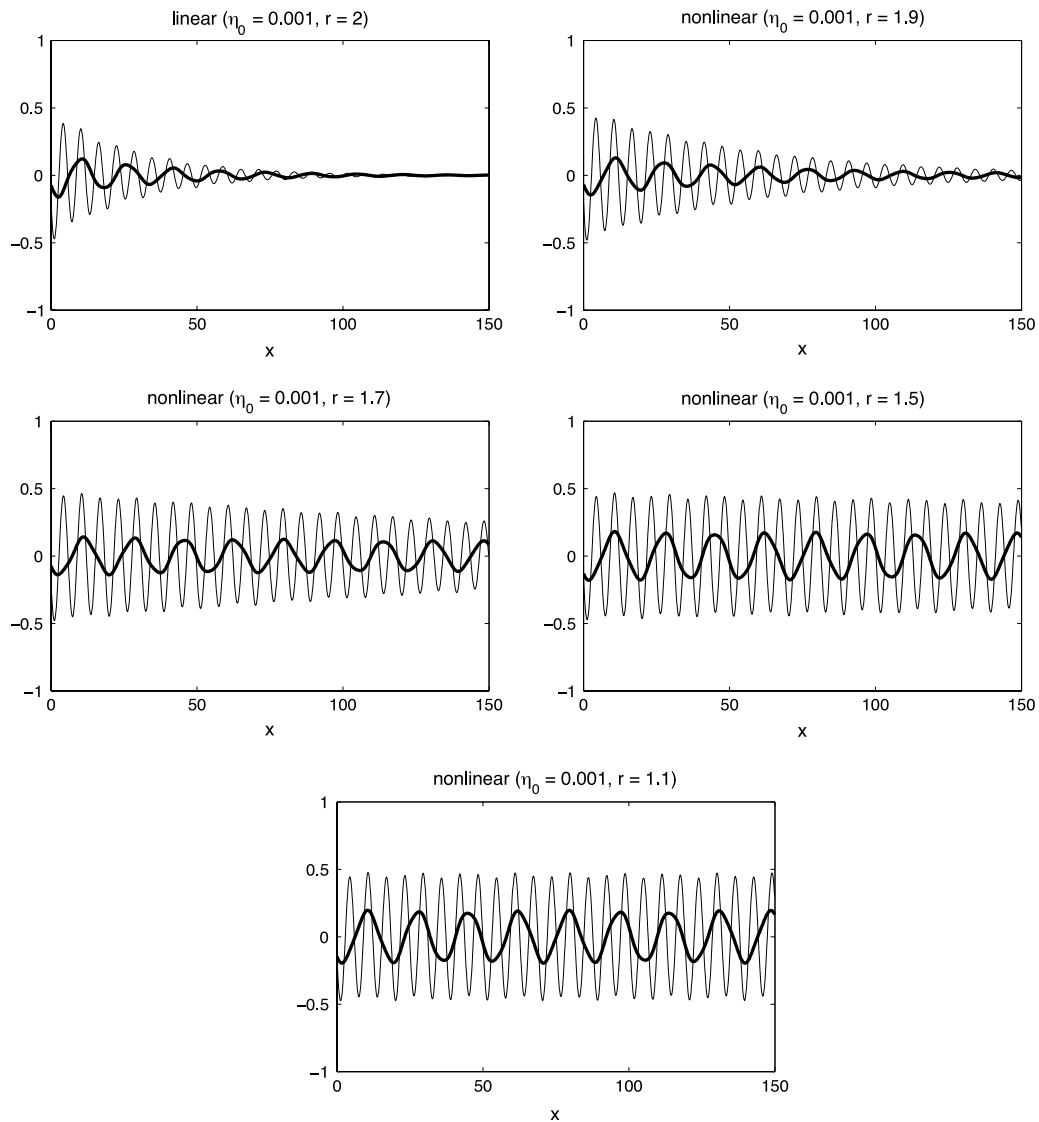 linear (η0 = 0.001, r = 2)
1
0.5
0
−0.5
−1
0 50 100 150
x
nonlinear (η0 = 0.001, r = 1.9)
1
0.5
0
−0.5
−1
0 50 100 150
x
nonlinear (η0 = 0.001, r = 1.7)
1
0.5
0
−0.5
−1
0 50 100 150
x
nonlinear (η0 = 0.001, r = 1.5)
1
0.5
0
−0.5
−1
0 50 100 150
x
nonlinear (η0 = 0.001, r = 1.1)
1
0.5
0
−0.5
−1
0 50 100 150
x